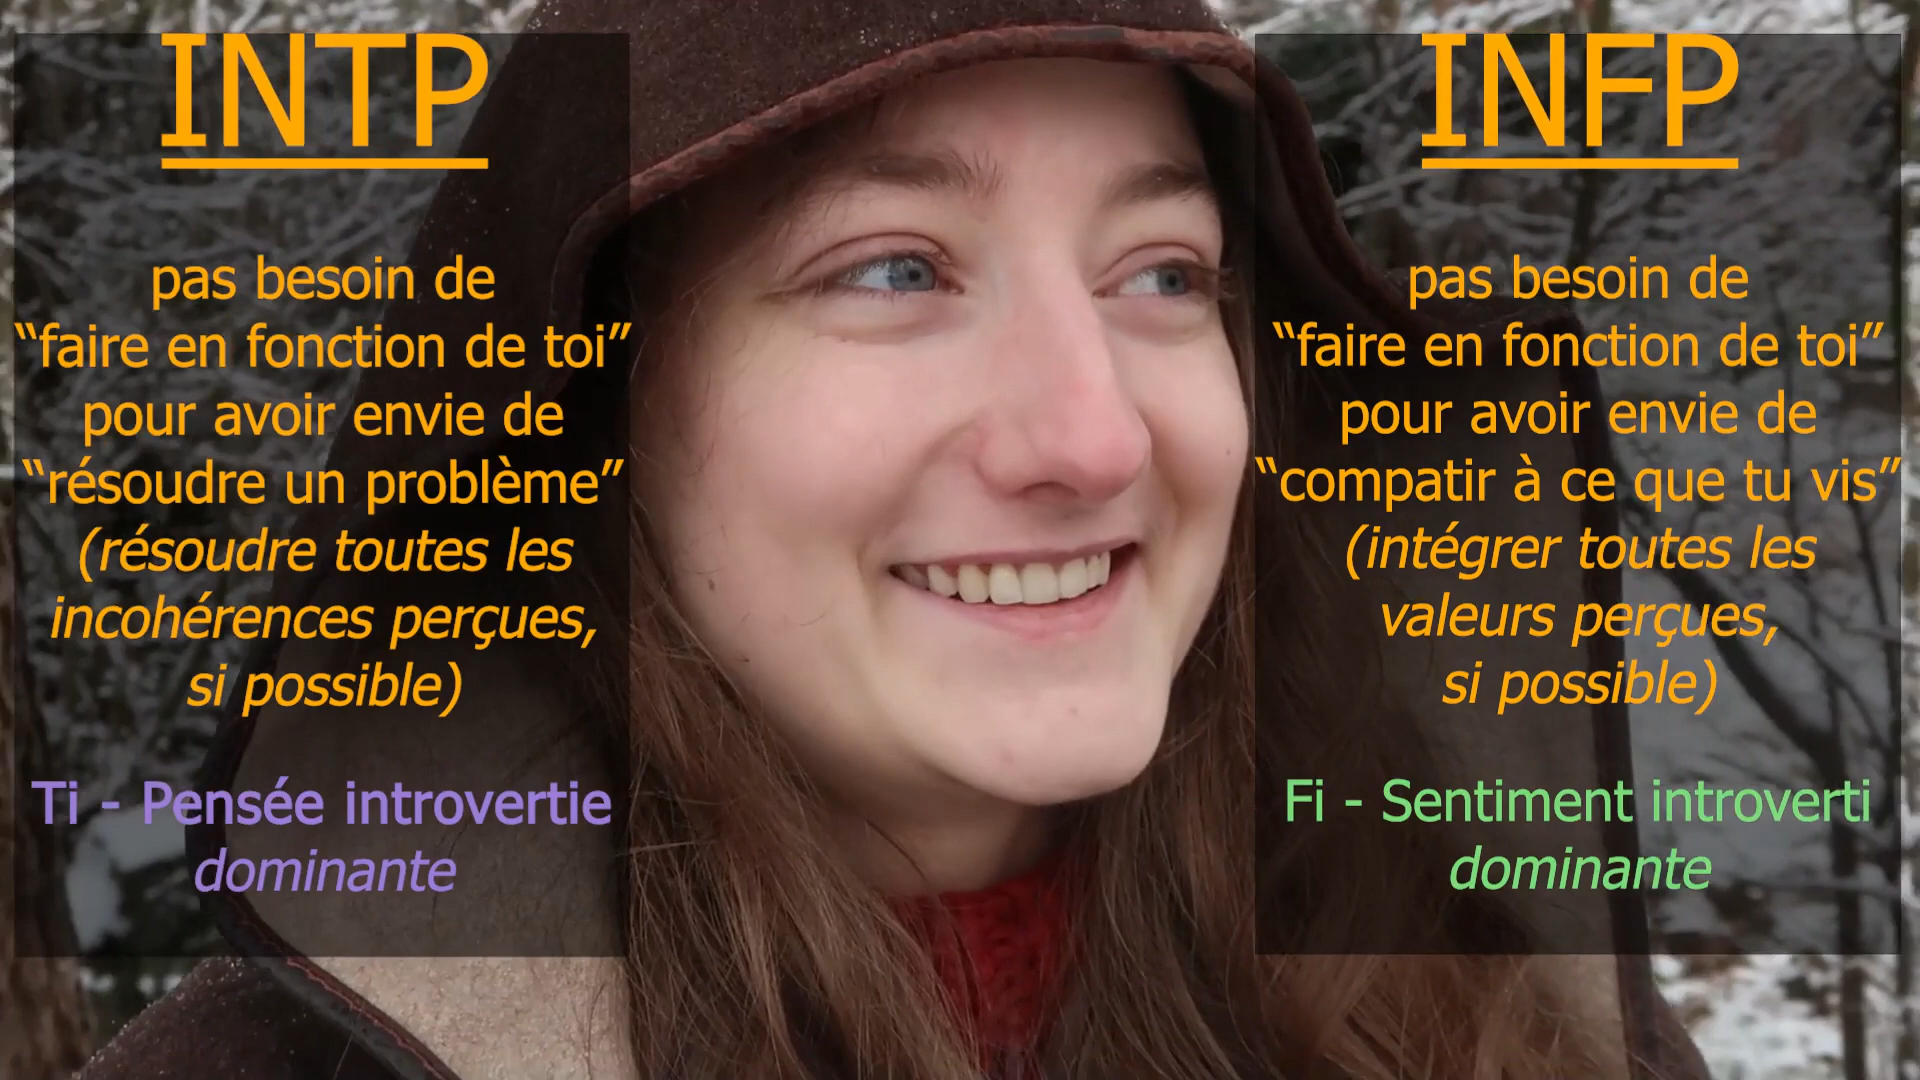 INTP
pas besoin de
“faire en fonction de toi”
pour avoir envie de
“résoudre un problème”
(résoudre toutes les
incohérences perçues,
si possible)
Ti - Pensée introvertie
dominante
INFP
pas besoin de
“faire en fonction de toi”
pour avoir envie de
“compatir à ce que tu vis”
(intégrer toutes les
valeurs perçues,
si possible)
Fi - Sentiment introverti
dominante